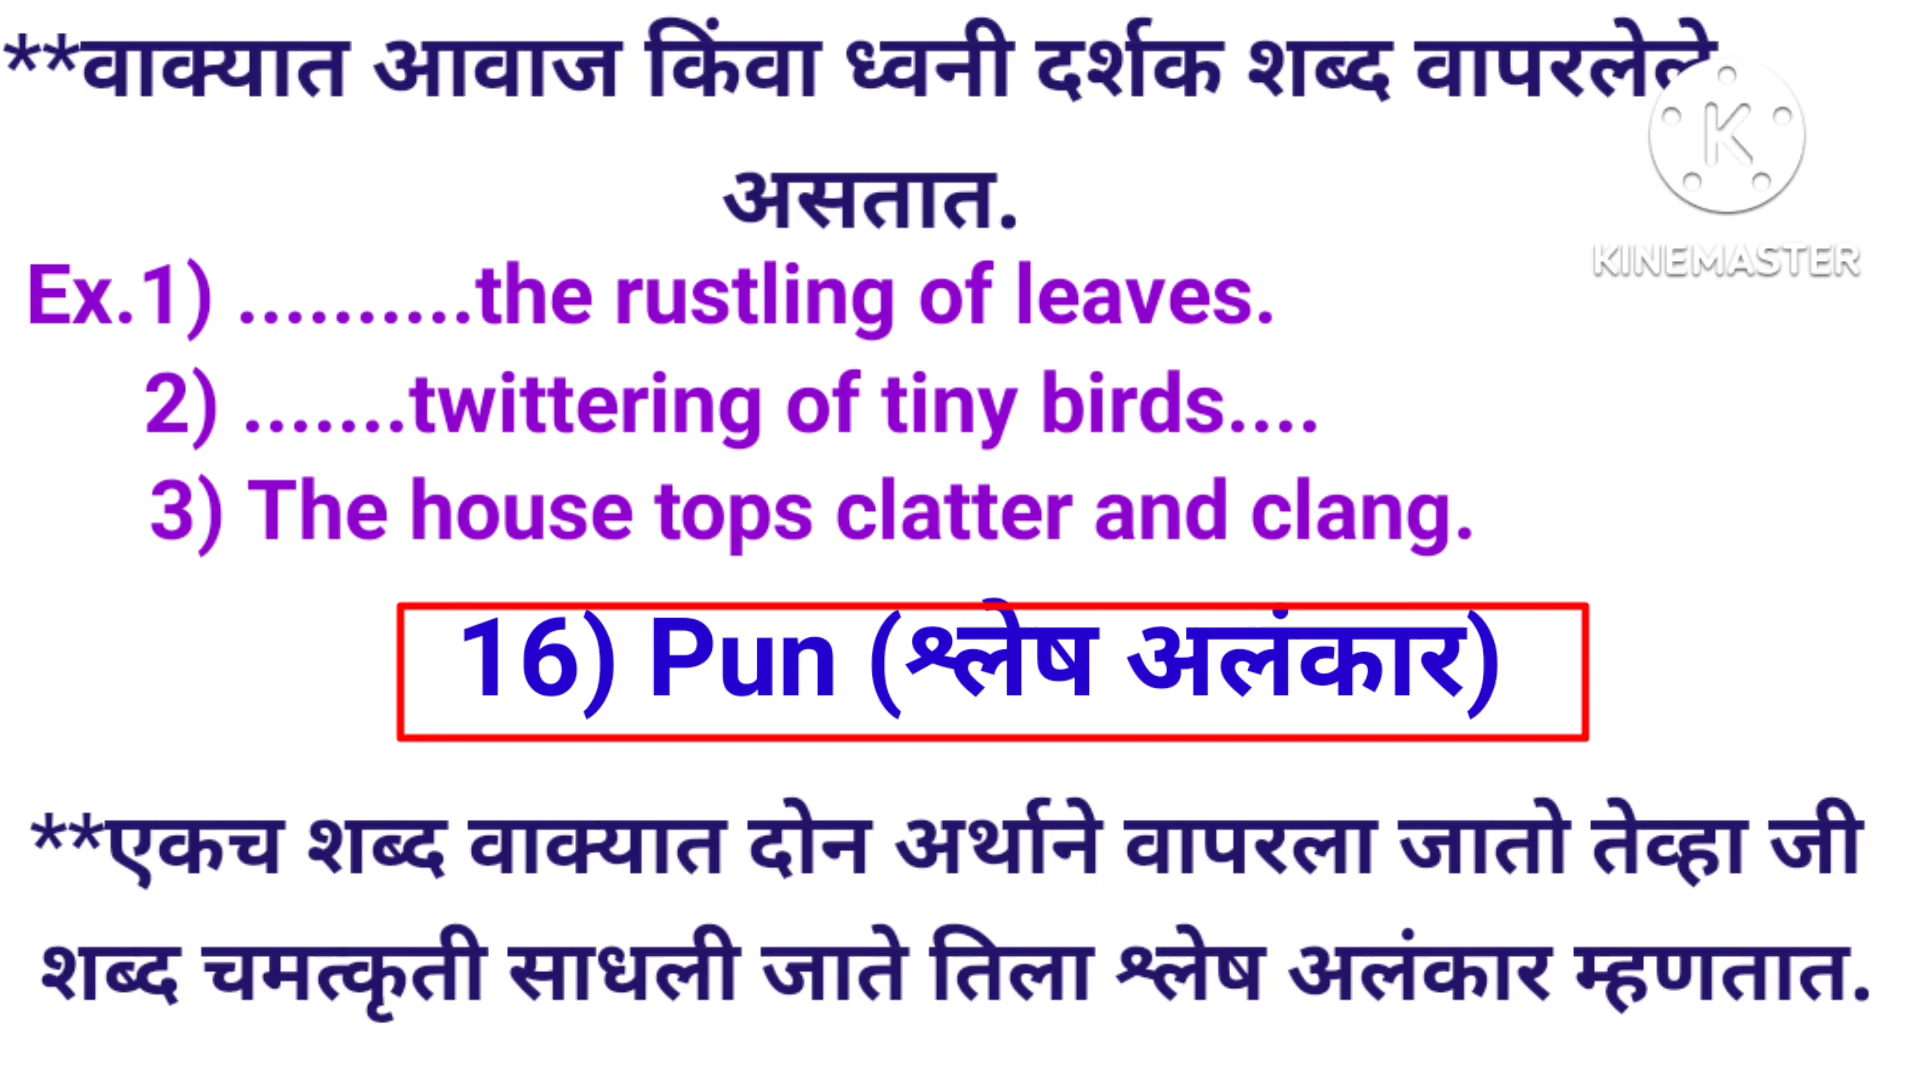 **वाक्यात आवाज किंवा ध्वनी दर्शक शब्द वापरलेले
असतात.
KINEMASTER
Ex.1) ..........the rustling of leaves.
2) .......twittering of tiny birds....
3) The house tops clatter and clang.
16) Pun (श्लेष अलंकार)
**एकच शब्द वाक्यात दोन अर्थाने वापरला जातो तेव्हा जी
शब्द चमत्कृती साधली जाते तिला श्लेष अलंकार म्हणतात.